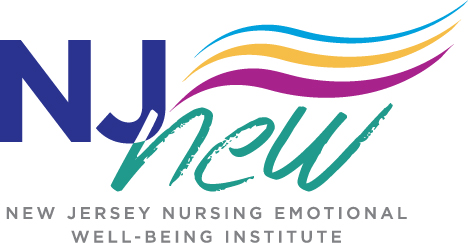 NJ
new
NEW JERSEY NURSING EMOTIONAL
WELL-BEING INSTITUTE